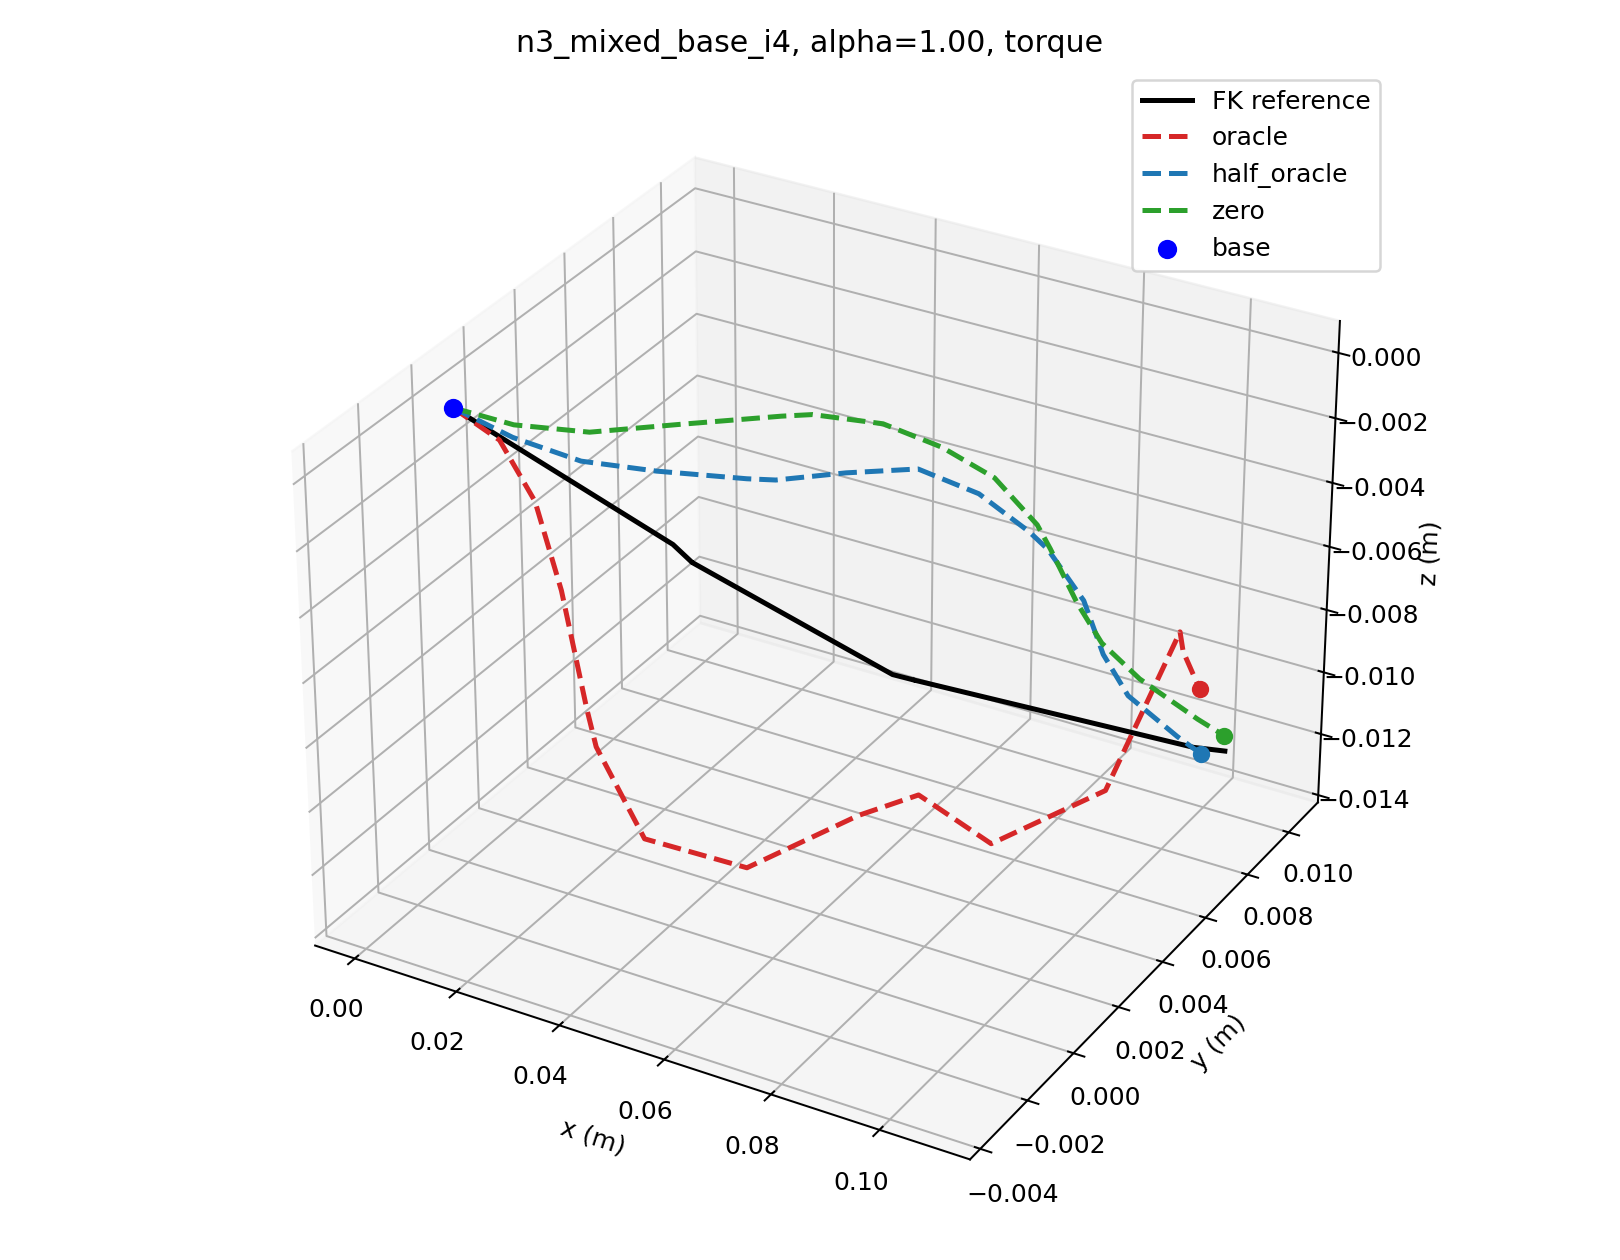 n3_mixed_base_i4, alpha=1.00, torque
FK reference
oracle
half_oracle
zero
base
0.000
−0.002
−0.004
−0.006
−0.008
−0.010
−0.012
−0.014
z (m)
0.010
0.008
0.006
0.004
0.002
0.000
−0.002
−0.004
y (m)
0.00
0.02
0.04
0.06
0.08
0.10
x (m)